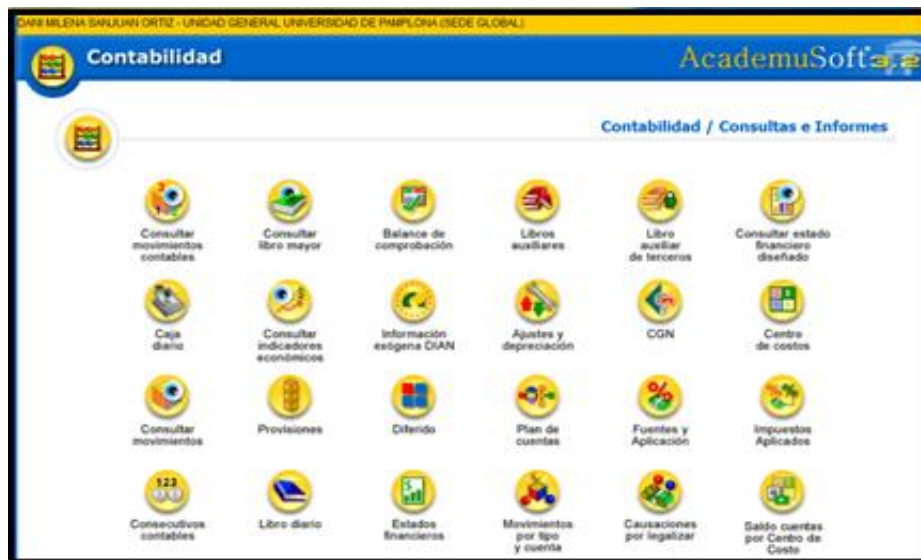 DANI MILENA SANJUAN ORTIZ - UNIDAD GENERAL UNIVERSIDAD DE PAMPLONA (SEDE GLOBAL)
Contabilidad
AcademuSoft 3.2
Contabilidad / Consultas e Informes
Consultar
movimientos
contables
Consultar
libro mayor
Balance de
comprobación
Libros
auxiliares
Libro
auxiliar
de terceros
Consultar estado
financiero
diseñado
Caja
diario
Consultar
indicadores
económicos
Información
exógena DIAN
Ajustes y
depreciación
CGN
Centro
de costos
Consultar
movimientos
Provisiones
Diferido
Plan de
cuentas
Fuentes y
Aplicación
Impuestos
Aplicados
123
Consecutivos
contables
Libro diario
Estados
financieros
Movimientos
por tipo
y cuenta
Causaciones
por legalizar
Saldo cuentas
por Centro de
Costo